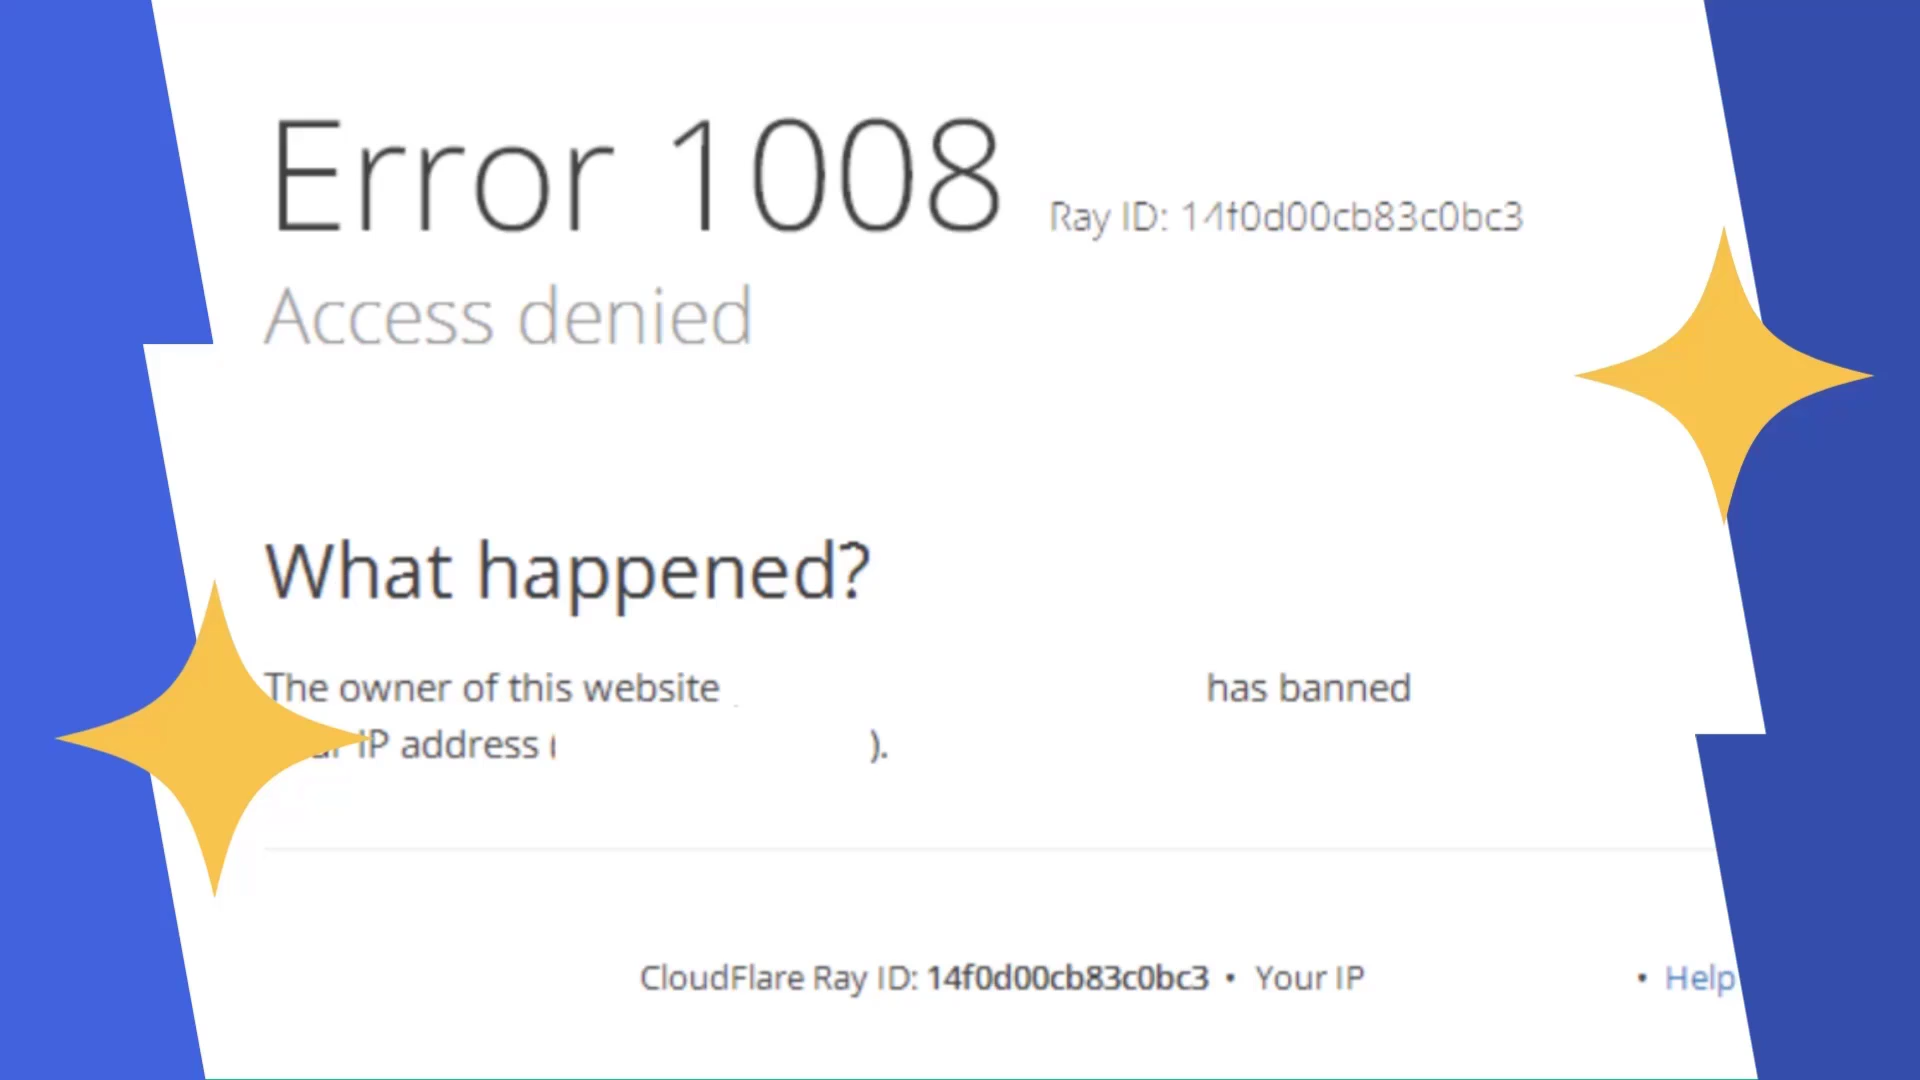 Error 1008 Ray ID: 14f0d00cb83c0bc3
Access denied
What happened?
The owner of this website has banned
IP address ( ).
CloudFlare Ray ID: 14f0d00cb83c0bc3 • Your IP • Help